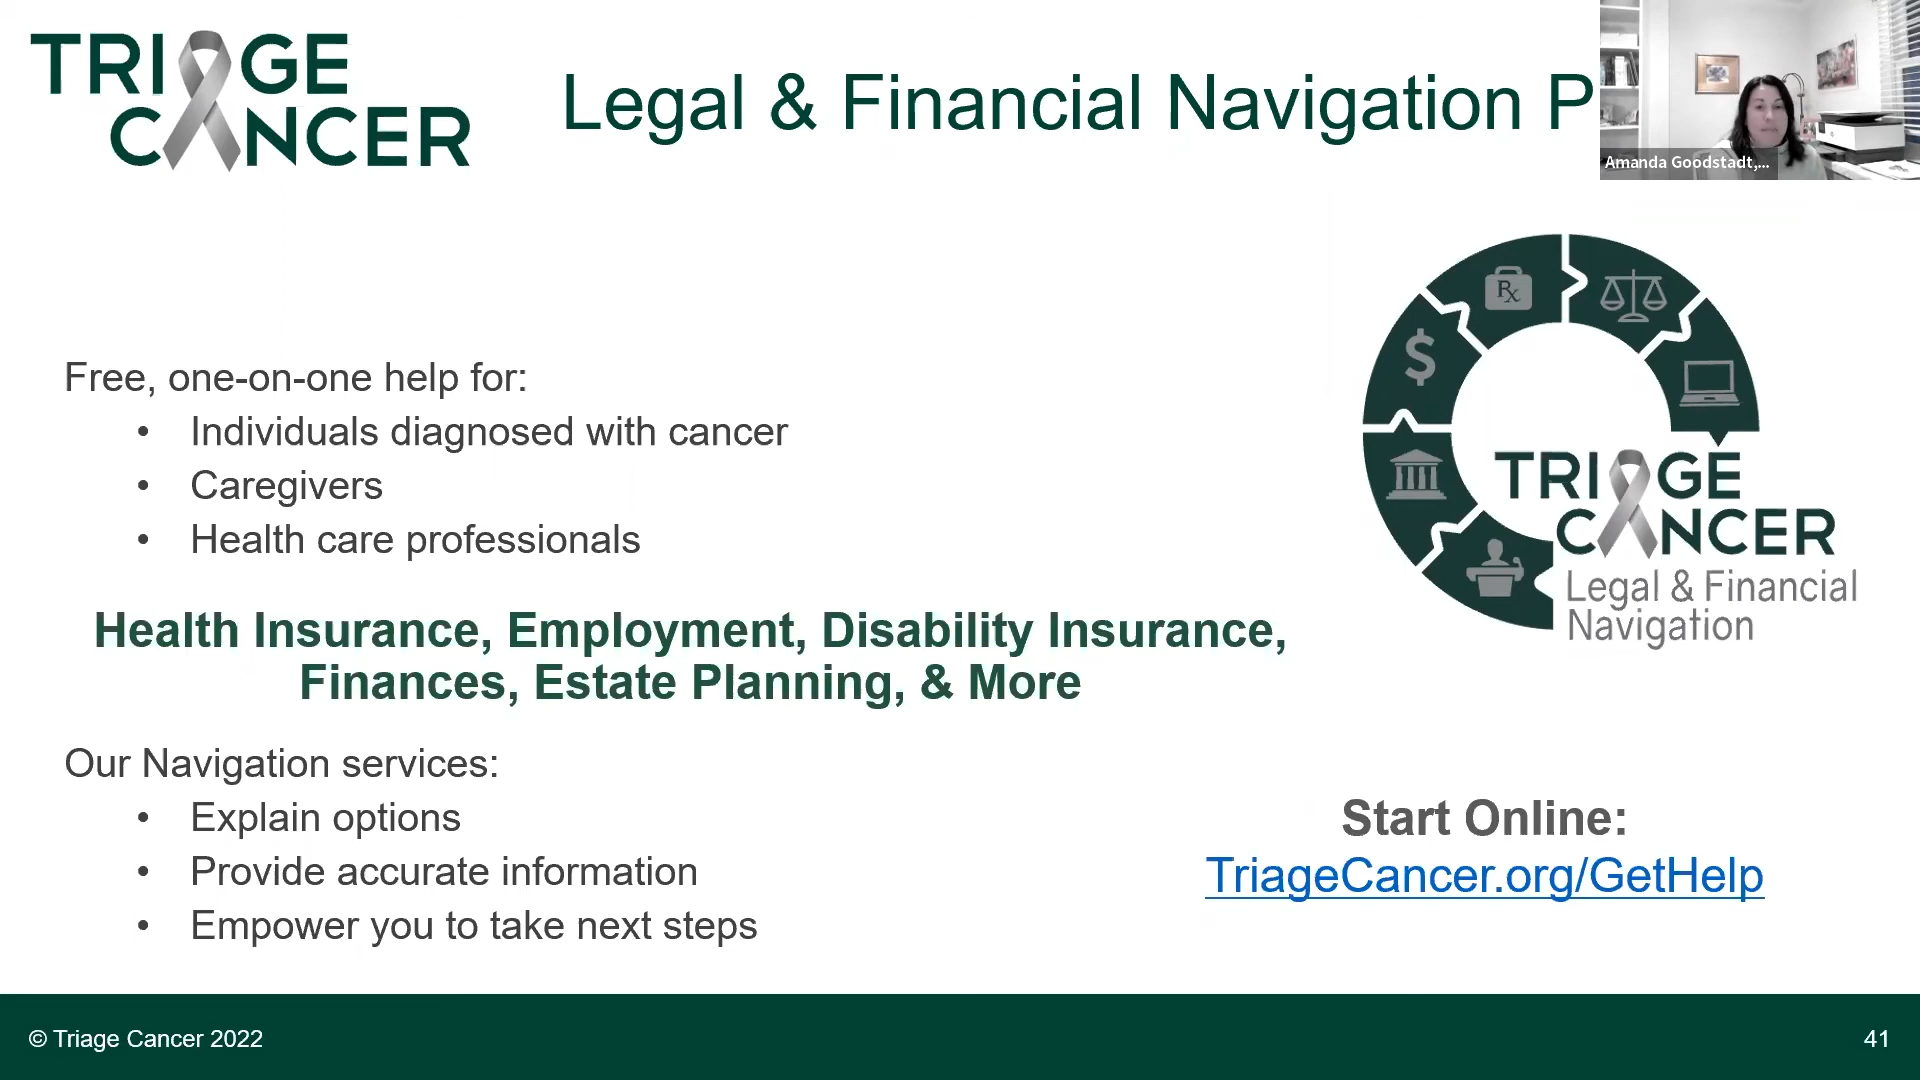 TRIAGE
CANCER
Legal & Financial Navigation P
Amanda Goodstadt,...
Rx
$
TRIAGE
CANCER
Legal & Financial
Navigation
Free, one-on-one help for:
• Individuals diagnosed with cancer
• Caregivers
• Health care professionals
Health Insurance, Employment, Disability Insurance,
Finances, Estate Planning, & More
Our Navigation services:
• Explain options
• Provide accurate information
• Empower you to take next steps
Start Online:
TriageCancer.org/GetHelp
© Triage Cancer 2022
41